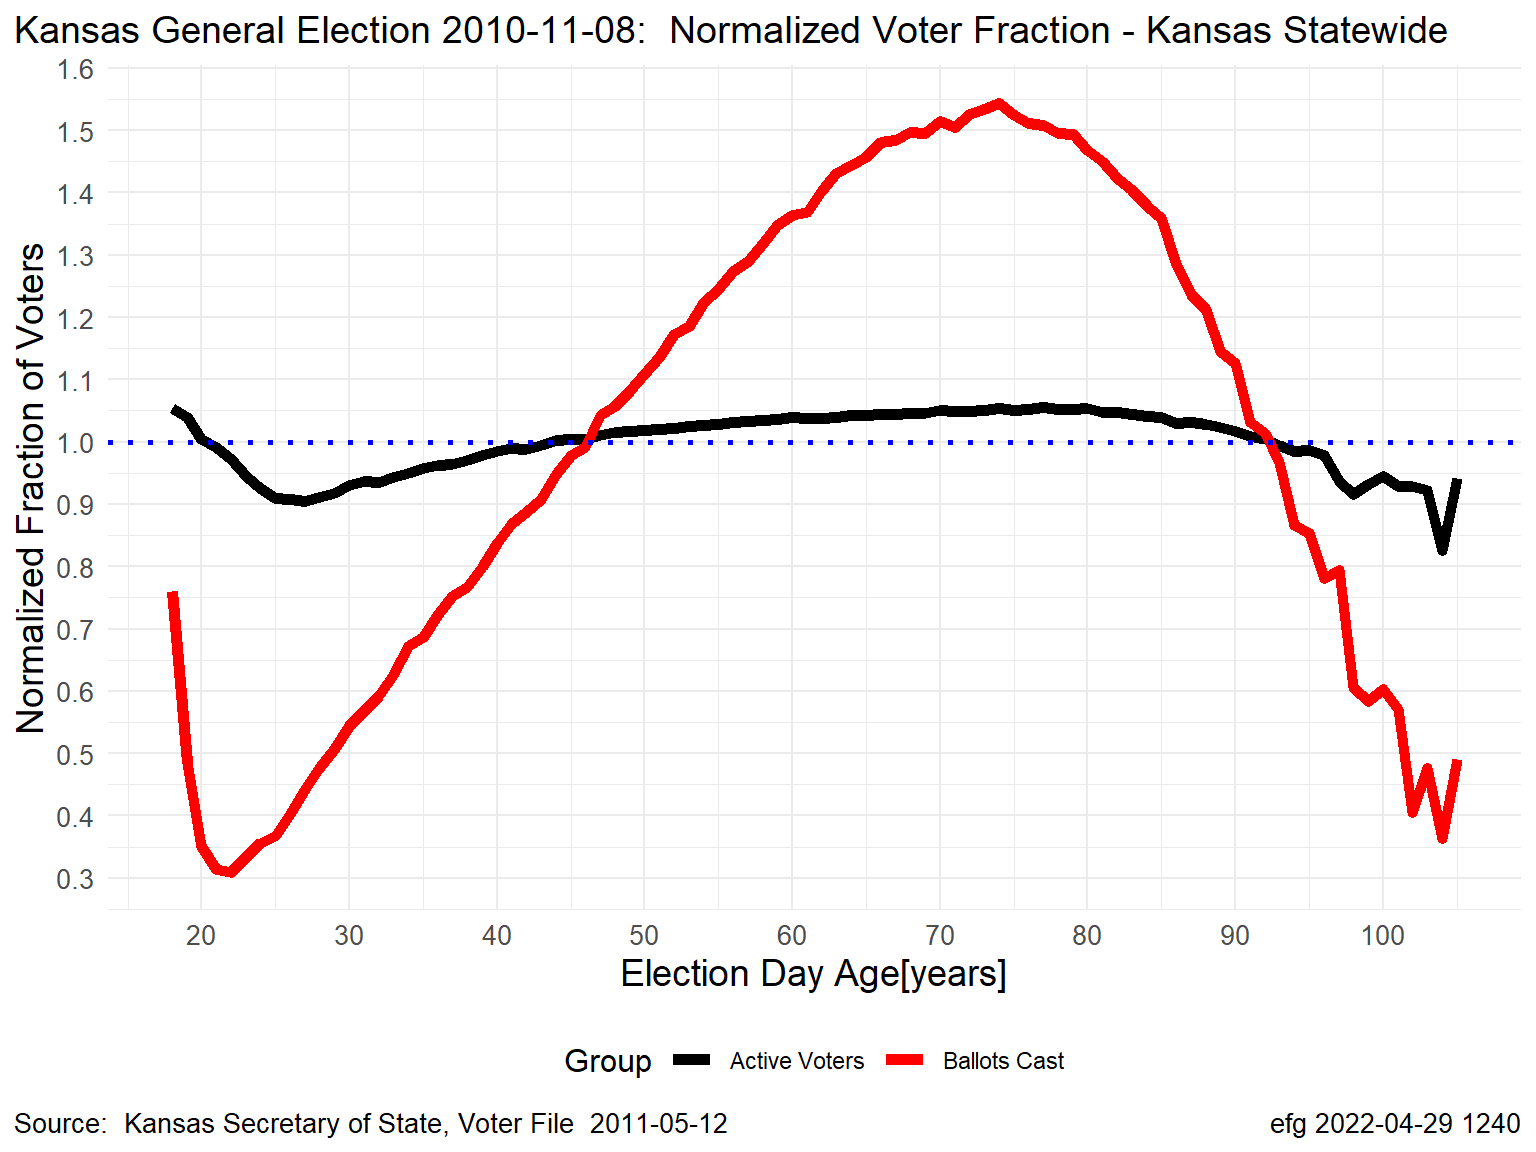 Kansas General Election 2010-11-08:  Normalized Voter Fraction - Kansas Statewide
Normalized Fraction of Voters
1.6
1.5
1.4
1.3
1.2
1.1
1.0
0.9
0.8
0.7
0.6
0.5
0.4
0.3
20 30 40 50 60 70 80 90 100
Election Day Age[years]
Group Active Voters Ballots Cast
Source:  Kansas Secretary of State, Voter File  2011-05-12
efg 2022-04-29 1240